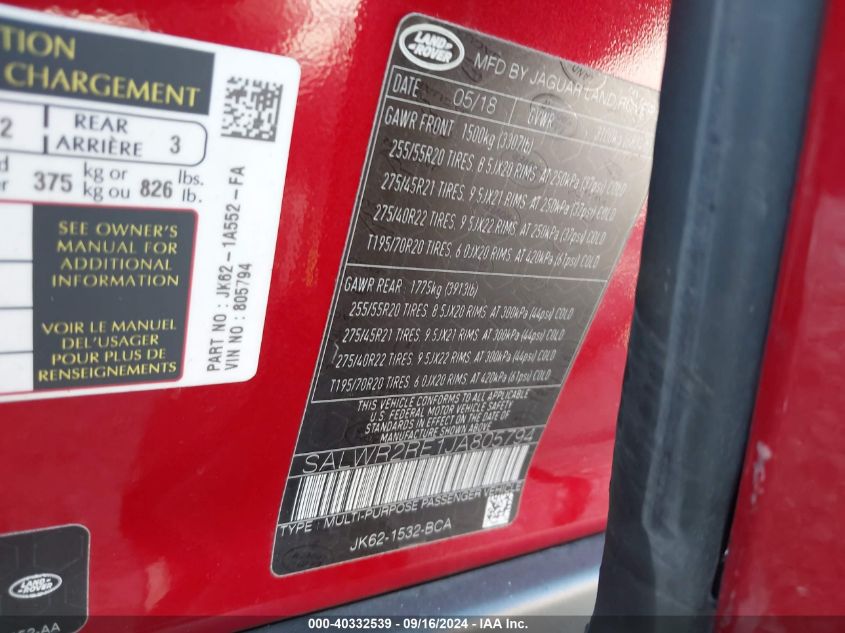 TION
CHARGEMENT
2 REAR 3
ARRIÈRE
375 kg or 826 lbs.
kg ou lb.
SEE OWNER'S
MANUAL FOR
ADDITIONAL
INFORMATION
VOIR LE MANUEL
DEL'USAGER
POUR PLUS DE
RENSEIGNEMENTS
PART NO : JK62-1A552-FA
VIN NO : 805794
LAND
ROVER
MFD BY JAGUAR LAND ROVER
DATE 05/18 GVWR
GAWR FRONT 1500kg (3307lb)
255/55R20 TIRES, 8.5JX20 RIMS AT 250kPa (37psi) COLD
275/45R21 TIRES, 9.5JX21 RIMS AT 250kPa (37psi) COLD
275/40R22 TIRES, 9.5JX22 RIMS AT 250kPa (37psi) COLD
T195/70R20 TIRES, 6.0JX20 RIMS AT 420kPa (61psi) COLD
GAWR REAR : 1775kg (3913lb)
255/55R20 TIRES, 8.5JX20 RIMS AT 300kPa (44psi) COLD
275/45R21 TIRES, 9.5JX21 RIMS AT 300kPa (44psi) COLD
275/40R22 TIRES, 9.5JX22 RIMS AT 300kPa (44psi) COLD
T195/70R20 TIRES, 6.0JX20 RIMS AT 420kPa (61psi) COLD
THIS VEHICLE CONFORMS TO ALL APPLICABLE
U.S. FEDERAL MOTOR VEHICLE SAFETY
STANDARDS IN EFFECT ON THE DATE OF
MANUFACTURE SHOWN ABOVE
SALWR2RE1JA805794
TYPE : MULTI-PURPOSE PASSENGER VEHICLE
JK62-1532-BCA
LAND
ROVER
52-AA
000-40332539 - 09/16/2024 - IMPACT AUCTIONS INC.